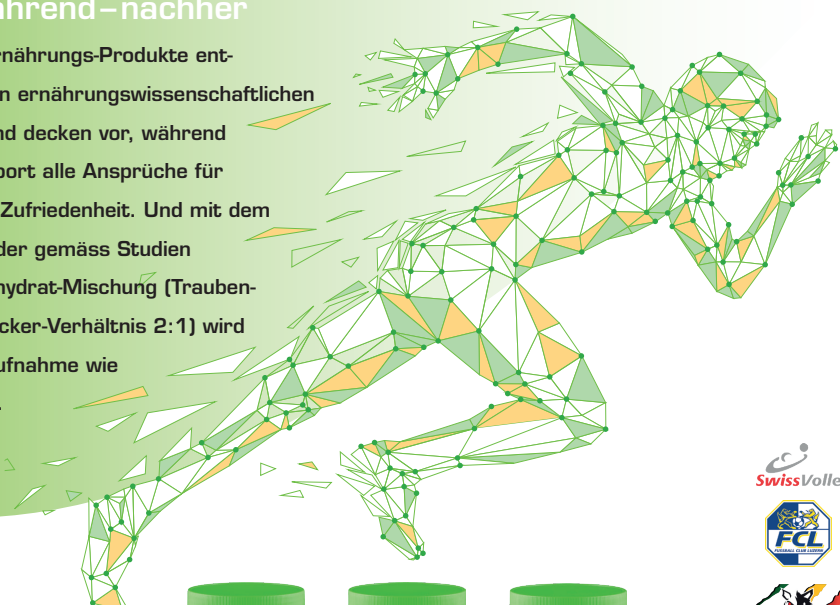 ährend – nachher
rnährungs-Produkte ent-
n ernährungswissenschaftlichen
nd decken vor, während
port alle Ansprüche für
Zufriedenheit. Und mit dem
der gemäss Studien
hydrat-Mischung (Trauben-
cker-Verhältnis 2:1) wird
ufnahme wie
.
SwissVolle
FCL
FUSSBALL CLUB LUZERN